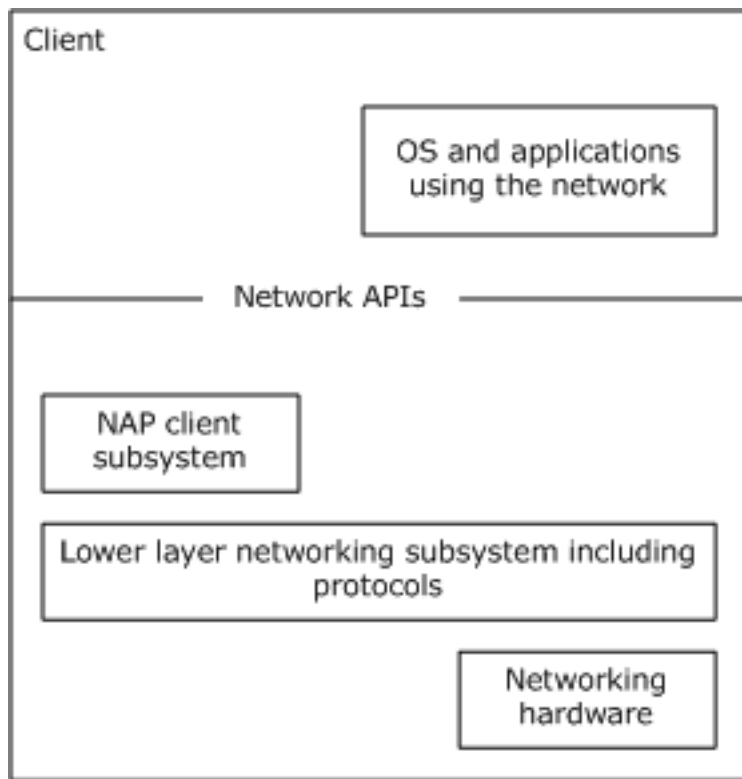 Client
OS and applications
using the network
Network APIs
NAP client
subsystem
Lower layer networking subsystem including
protocols
Networking
hardware